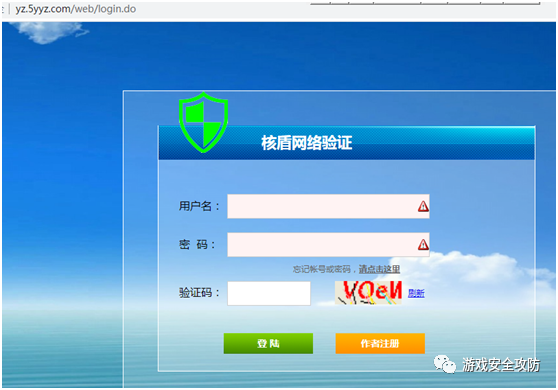 yz.5yyz.com/web/login.do
核盾网络验证
用户名：
密 码：
忘记帐号或密码，请点击这里
验证码： VOeN 刷新
登 陆 作者注册
游戏安全攻防